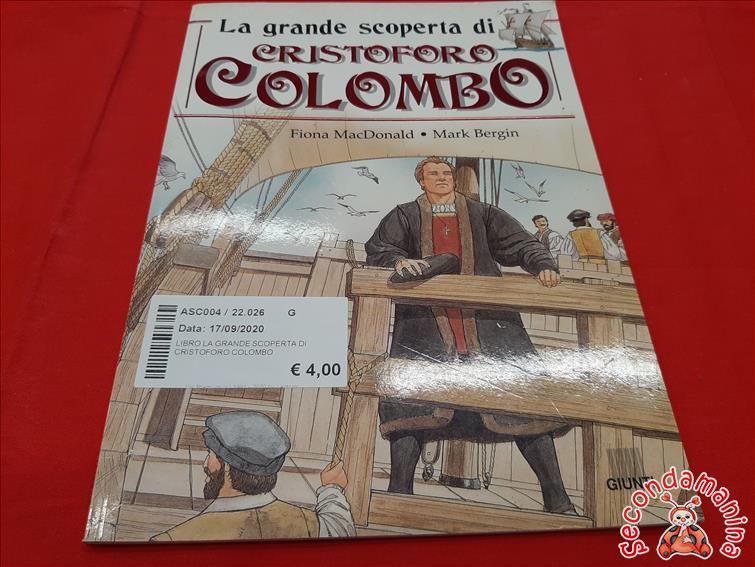 La grande scoperta di
CRISTOFORO
COLOMBO
Fiona MacDonald • Mark Bergin
ASC004 / 22.026 G
Data: 17/09/2020
LIBRO LA GRANDE SCOPERTA DI
CRISTOFORO COLOMBO
€ 4,00
GIUNTI
secondamanina